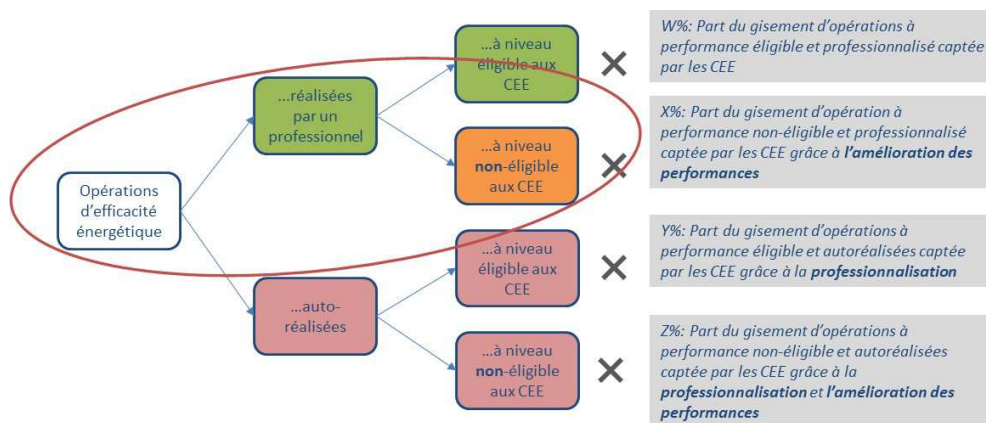 Opérations
d'efficacité
énergétique
...réalisées
par un
professionnel
...auto-
réalisées
...à niveau
éligible aux
CEE
...à niveau
non-éligible
aux CEE
...à niveau
éligible aux
CEE
...à niveau
non-éligible
aux CEE
W%: Part du gisement d'opérations à
performance éligible et professionnalisé captée
par les CEE
X%: Part du gisement d'opération à
performance non-éligible et professionnalisé
captée par les CEE grâce à l'amélioration des
performances
Y%: Part du gisement d'opérations à
performance éligible et autoréalisées captée
par les CEE grâce à la professionnalisation
Z%: Part du gisement d'opérations à
performance non-éligible et autoréalisées
captée par les CEE grâce à la
professionnalisation et l'amélioration des
performances